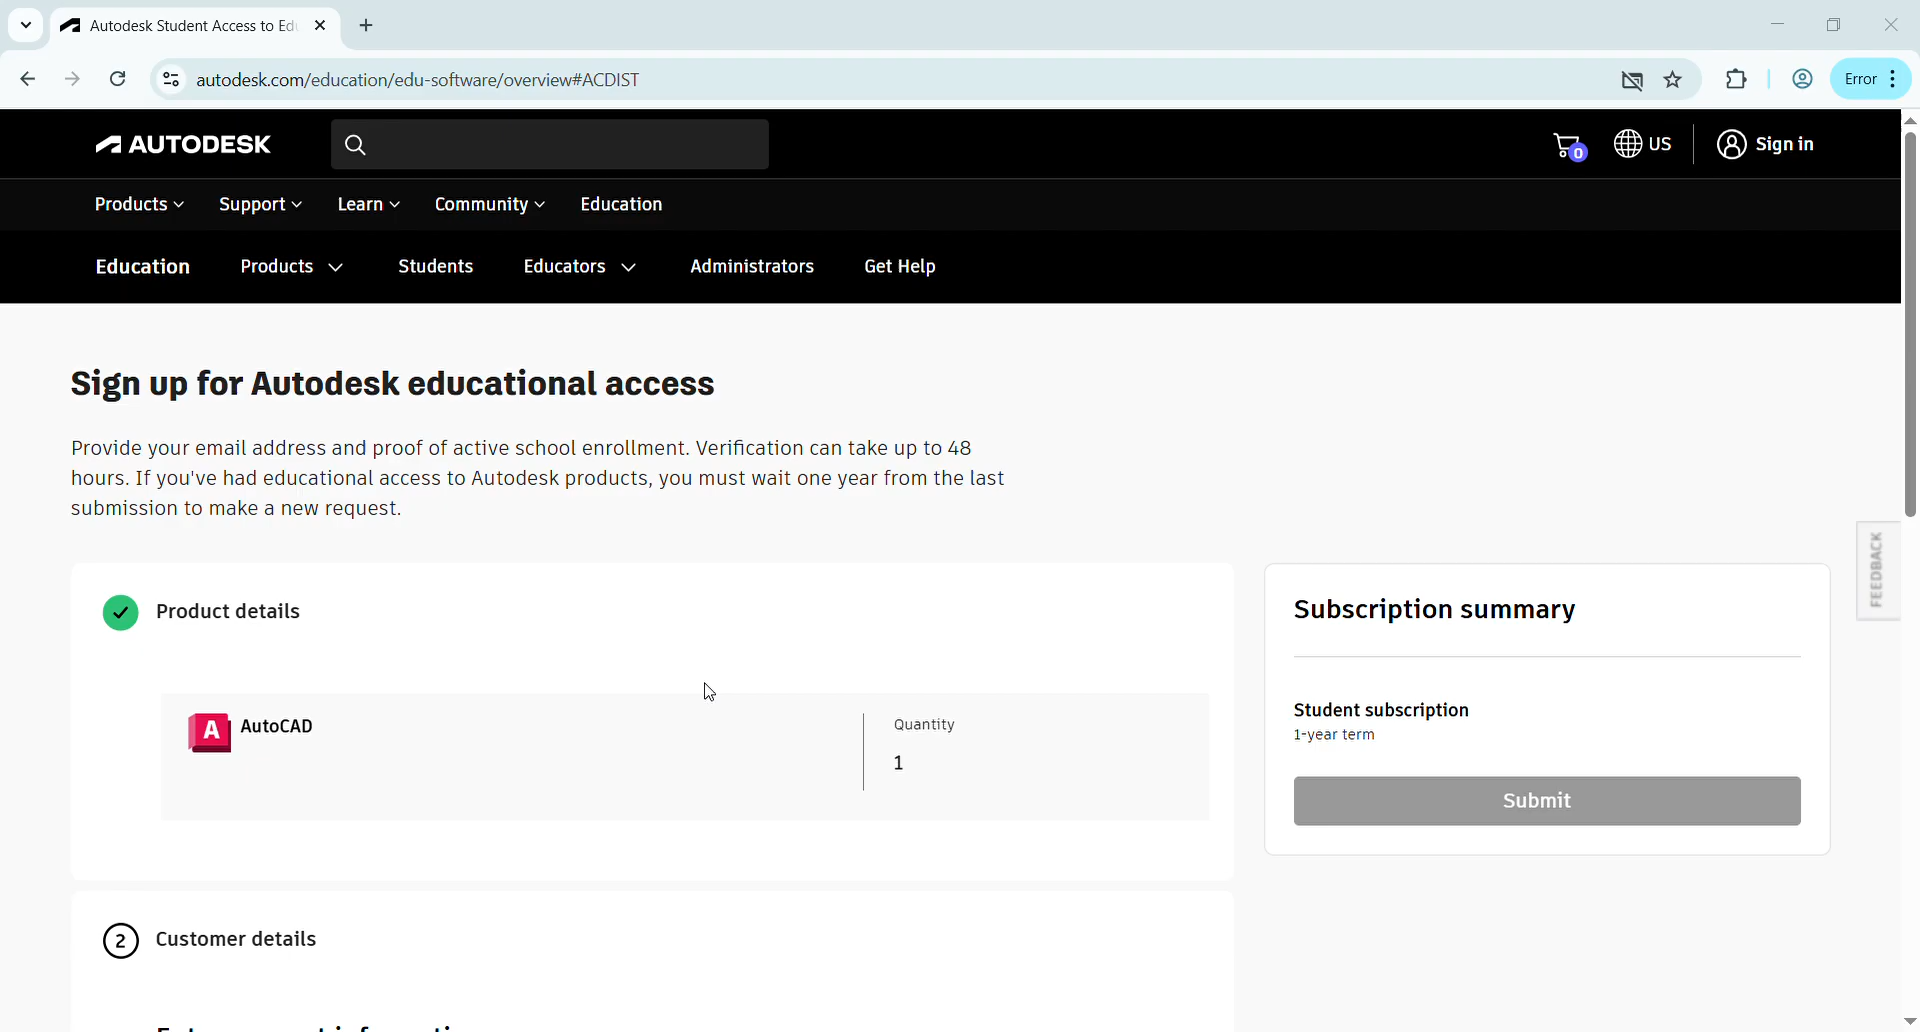 Autodesk Student Access to Edu
autodesk.com/education/edu-software/overview#ACDIST
Error
AUTODESK
0
US
Sign in
Products
Support
Learn
Community
Education
Education
Products
Students
Educators
Administrators
Get Help
Sign up for Autodesk educational access
Provide your email address and proof of active school enrollment. Verification can take up to 48
hours. If you've had educational access to Autodesk products, you must wait one year from the last
submission to make a new request.
FEEDBACK
Product details
A
AutoCAD
Quantity
1
Subscription summary
Student subscription
1-year term
Submit
2
Customer details